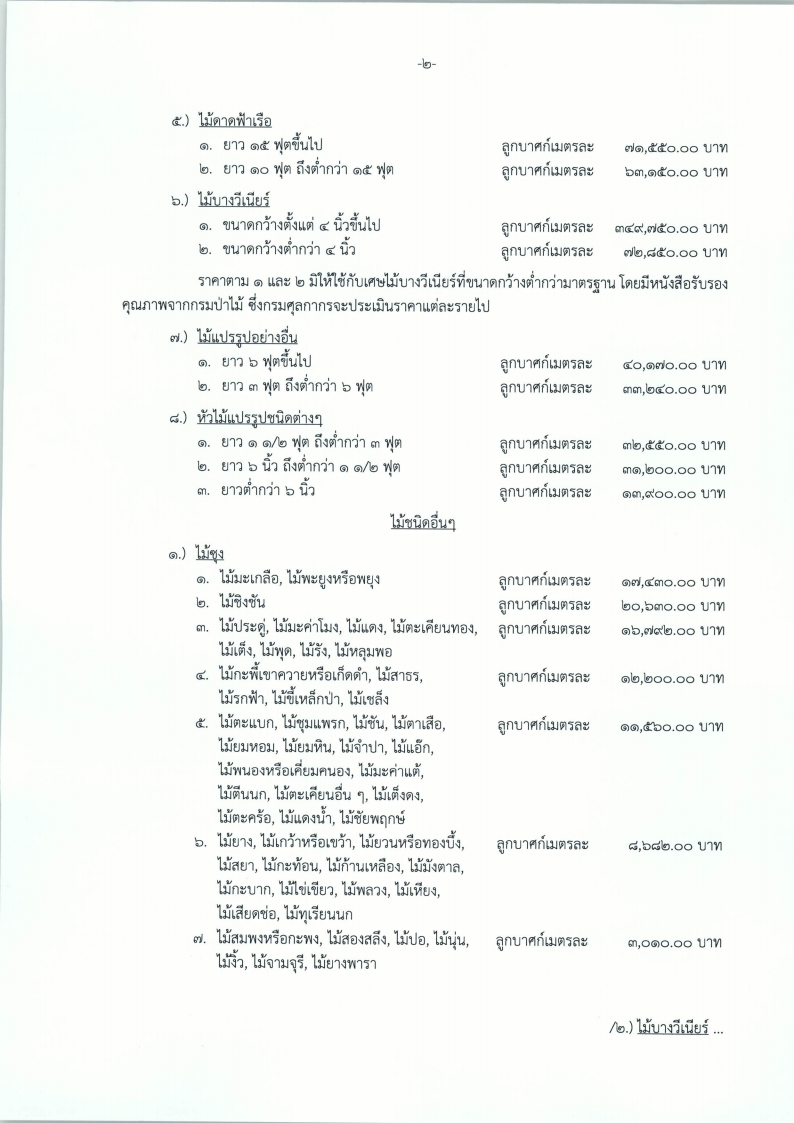 -๒-
๕.) ไม้ดาดฟ้าเรือ
๑. ยาว ๑๕ ฟุตขึ้นไป ลูกบาศก์เมตรละ ๗๑,๕๕๐.๐๐ บาท
๒. ยาว ๑๐ ฟุต ถึงต่ำกว่า ๑๕ ฟุต ลูกบาศก์เมตรละ ๖๓,๑๕๐.๐๐ บาท
๖.) ไม้บางวีเนียร์
๑. ขนาดกว้างตั้งแต่ ๔ นิ้วขึ้นไป ลูกบาศก์เมตรละ ๓๔๙,๗๕๐.๐๐ บาท
๒. ขนาดกว้างต่ำกว่า ๔ นิ้ว ลูกบาศก์เมตรละ ๗๒,๘๕๐.๐๐ บาท
ราคาตาม ๑ และ ๒ มิให้ใช้กับเศษไม้บางวีเนียร์ที่ขนาดกว้างต่ำกว่ามาตรฐาน โดยมีหนังสือรับรอง
คุณภาพจากกรมป่าไม้ ซึ่งกรมศุลกากรจะประเมินราคาแต่ละรายไป
๗.) ไม้แปรรูปอย่างอื่น
๑. ยาว ๖ ฟุตขึ้นไป ลูกบาศก์เมตรละ ๔๐,๑๗๐.๐๐ บาท
๒. ยาว ๓ ฟุต ถึงต่ำกว่า ๖ ฟุต ลูกบาศก์เมตรละ ๓๓,๒๔๐.๐๐ บาท
๘.) หัวไม้แปรรูปชนิดต่างๆ
๑. ยาว ๑ ๑/๒ ฟุต ถึงต่ำกว่า ๓ ฟุต ลูกบาศก์เมตรละ ๓๒,๕๕๐.๐๐ บาท
๒. ยาว ๖ นิ้ว ถึงต่ำกว่า ๑ ๑/๒ ฟุต ลูกบาศก์เมตรละ ๓๑,๒๐๐.๐๐ บาท
๓. ยาวต่ำกว่า ๖ นิ้ว ลูกบาศก์เมตรละ ๑๓,๙๐๐.๐๐ บาท
ไม้ชนิดอื่นๆ
๑.) ไม้ซุง
๑. ไม้มะเกลือ, ไม้พะยูงหรือพยุง ลูกบาศก์เมตรละ ๑๗,๔๓๐.๐๐ บาท
๒. ไม้ชิงชัน ลูกบาศก์เมตรละ ๒๐,๖๓๐.๐๐ บาท
๓. ไม้ประดู่, ไม้มะค่าโมง, ไม้แดง, ไม้ตะเคียนทอง, ลูกบาศก์เมตรละ ๑๖,๗๙๒.๐๐ บาท
ไม้เต็ง, ไม้พุด, ไม้รัง, ไม้หลุมพอ
๔. ไม้กะพี้เขาควายหรือเก็ดดำ, ไม้สาธร, ลูกบาศก์เมตรละ ๑๒,๒๐๐.๐๐ บาท
ไม้รกฟ้า, ไม้ขี้เหล็กป่า, ไม้เชล็ง
๕. ไม้ตะแบก, ไม้ชุมแพรก, ไม้ชัน, ไม้ตาเสือ, ลูกบาศก์เมตรละ ๑๑,๕๖๐.๐๐ บาท
ไม้ยมหอม, ไม้ยมหิน, ไม้จำปา, ไม้แอ๊ก,
ไม้พนองหรือเคี่ยมคนอง, ไม้มะค่าแต้,
ไม้ตีนนก, ไม้ตะเคียนอื่น ๆ, ไม้เต็งดง,
ไม้ตะคร้อ, ไม้แดงน้ำ, ไม้ชัยพฤกษ์
๖. ไม้ยาง, ไม้เกว้าหรือเขว้า, ไม้ยวนหรือทองบึ้ง, ลูกบาศก์เมตรละ ๘,๖๘๒.๐๐ บาท
ไม้สยา, ไม้กะท้อน, ไม้ก้านเหลือง, ไม้มังตาล,
ไม้กะบาก, ไม้ไข่เขียว, ไม้พลวง, ไม้เหียง,
ไม้เสียดช่อ, ไม้ทุเรียนนก
๗. ไม้สมพงหรือกะพง, ไม้สองสลึง, ไม้ปอ, ไม้นุ่น, ลูกบาศก์เมตรละ ๓,๐๑๐.๐๐ บาท
ไม้งิ้ว, ไม้จามจุรี, ไม้ยางพารา
/๒.) ไม้บางวีเนียร์ ...